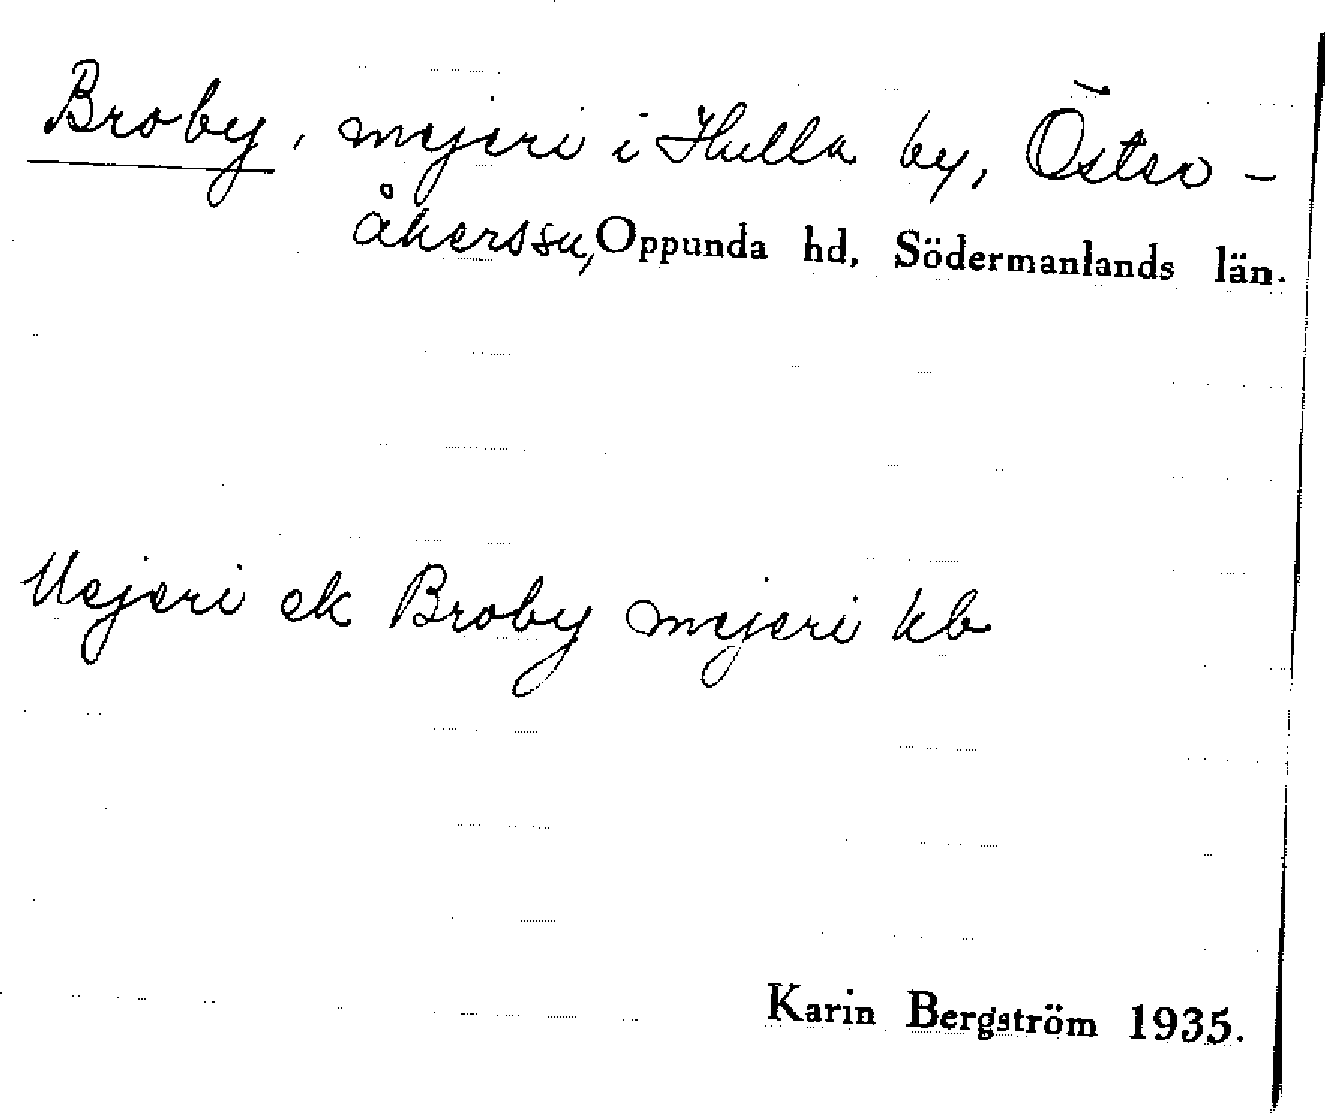 Broby, mejeri i Hulla by, Öster-
åkers sn, Oppunda hd, Södermanlands län.
Mejeri ek Broby mejeri kb
Karin Bergström 1935.